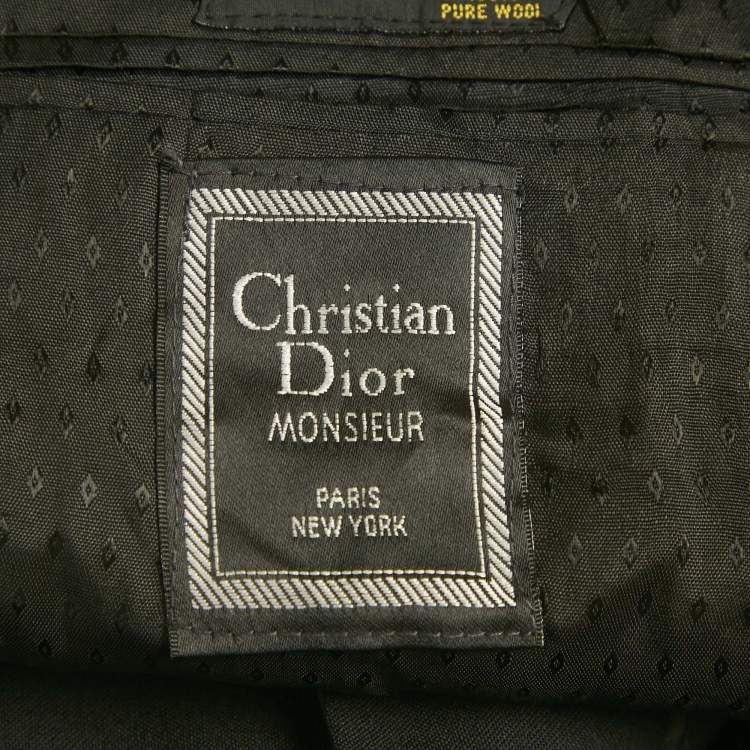 PURE WOOL
Christian
Dior
MONSIEUR
PARIS
NEW YORK